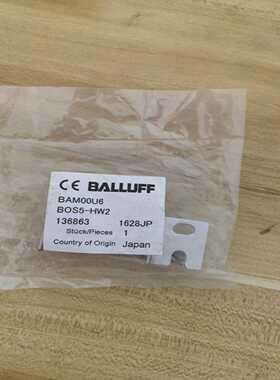 CE BALLUFF
BAM00U6
BOS5-HW2
136863 1628JP
Stück/Pieces 1
Country of Origin Japan